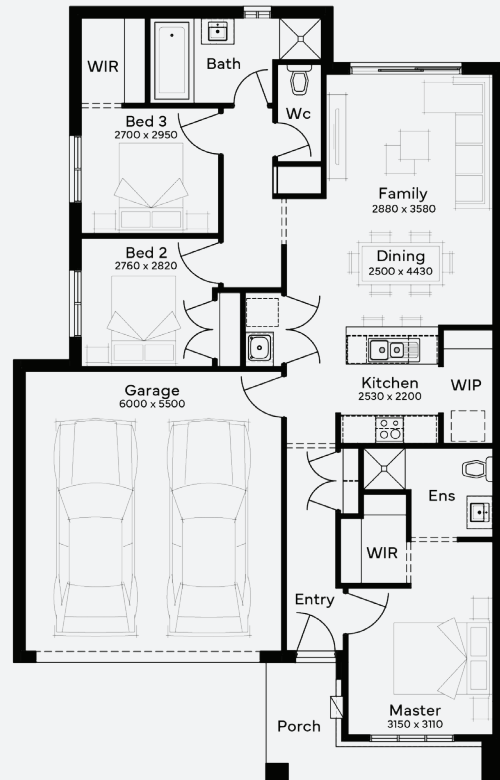 WIR
Bath
Wc
Bed 3
2700 x 2950
Family
2880 x 3580
Bed 2
2760 x 2820
Dining
2500 x 4430
Garage
6000 x 5500
Kitchen
2530 x 2200
WIP
Ens
WIR
Entry
Master
3150 x 3110
Porch